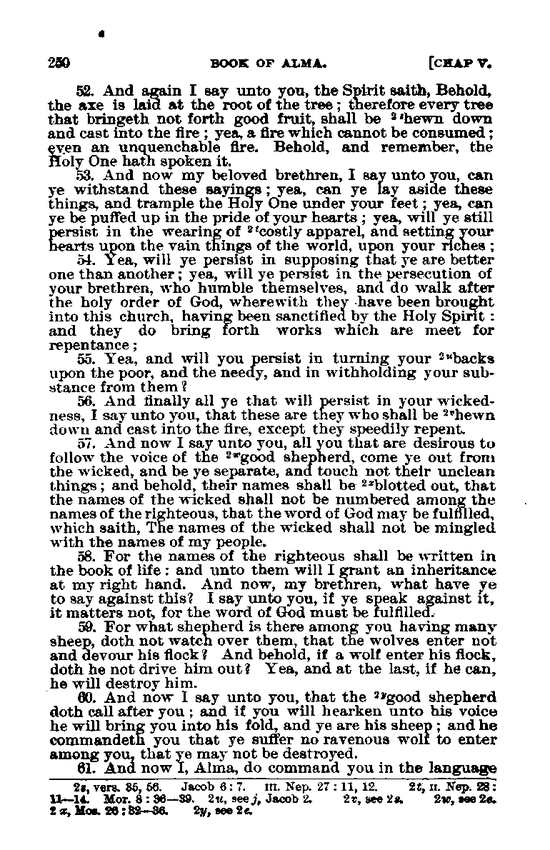 250 BOOK OF ALMA. [CHAP V.
52. And again I say unto you, the Spirit saith, Behold,
the axe is laid at the root of the tree; therefore every tree
that bringeth not forth good fruit, shall be 2shewn down
and cast into the fire; yea, a fire which cannot be consumed;
even an unquenchable fire. Behold, and remember, the
Holy One hath spoken it.
53. And now my beloved brethren, I say unto you, can
ye withstand these sayings; yea, can ye lay aside these
things, and trample the Holy One under your feet; yea, can
ye be puffed up in the pride of your hearts; yea, will ye still
persist in the wearing of 2tcostly apparel, and setting your
hearts upon the vain things of the world, upon your riches;
54. Yea, will ye persist in supposing that ye are better
one than another; yea, will ye persist in the persecution of
your brethren, who humble themselves, and do walk after
the holy order of God, wherewith they have been brought
into this church, having been sanctified by the Holy Spirit:
and they do bring forth works which are meet for
repentance;
55. Yea, and will you persist in turning your 2ubacks
upon the poor, and the needy, and in withholding your sub-
stance from them?
56. And finally all ye that will persist in your wicked-
ness, I say unto you, that these are they who shall be 2vhewn
down and cast into the fire, except they speedily repent.
57. And now I say unto you, all you that are desirous to
follow the voice of the 2wgood shepherd, come ye out from
the wicked, and be ye separate, and touch not their unclean
things; and behold, their names shall be 2xblotted out, that
the names of the wicked shall not be numbered among the
names of the righteous, that the word of God may be fulfilled,
which saith, The names of the wicked shall not be mingled
with the names of my people.
58. For the names of the righteous shall be written in
the book of life: and unto them will I grant an inheritance
at my right hand. And now, my brethren, what have ye
to say against this? I say unto you, if ye speak against it,
it matters not, for the word of God must be fulfilled.
59. For what shepherd is there among you having many
sheep, doth not watch over them, that the wolves enter not
and devour his flock? And behold, if a wolf enter his flock,
doth he not drive him out? Yea, and at the last, if he can,
he will destroy him.
60. And now I say unto you, that the 2ygood shepherd
doth call after you; and if you will hearken unto his voice
he will bring you into his fold, and ye are his sheep; and he
commandeth you that ye suffer no ravenous wolf to enter
among you, that ye may not be destroyed.
61. And now I, Alma, do command you in the language
2s, vers. 35, 56. Jacob 6: 7. III. Nep. 27: 11, 12. 2t, II. Nep. 28:
11—14. Mor. 8: 36—39. 2u, see j, Jacob 2. 2v, see 2s. 2w, see 2e.
2x, Mos. 26: 32—36. 2y, see 2e.